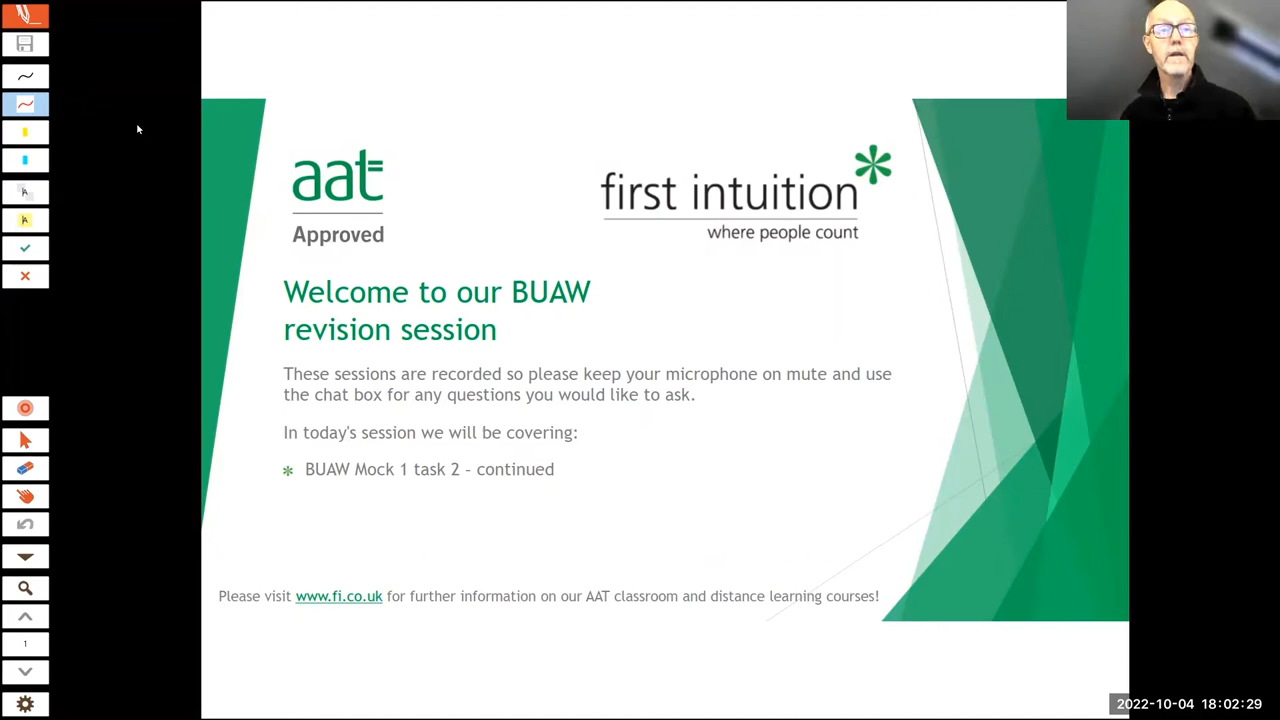 aat
Approved
first intuition
where people count
Welcome to our BUAW
revision session
These sessions are recorded so please keep your microphone on mute and use
the chat box for any questions you would like to ask.
In today's session we will be covering:
BUAW Mock 1 task 2 – continued
Please visit www.fi.co.uk for further information on our AAT classroom and distance learning courses!
A
A
1
2022-10-04 18:02:29